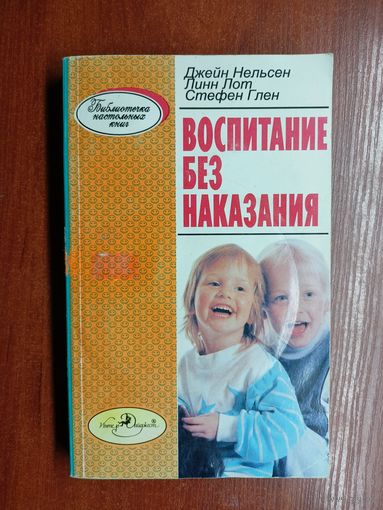 Джейн Нельсен
Линн Лот
Стефен Глен
Библиотечка
настольных
книг
ВОСПИТАНИЕ
БЕЗ
НАКАЗАНИЯ